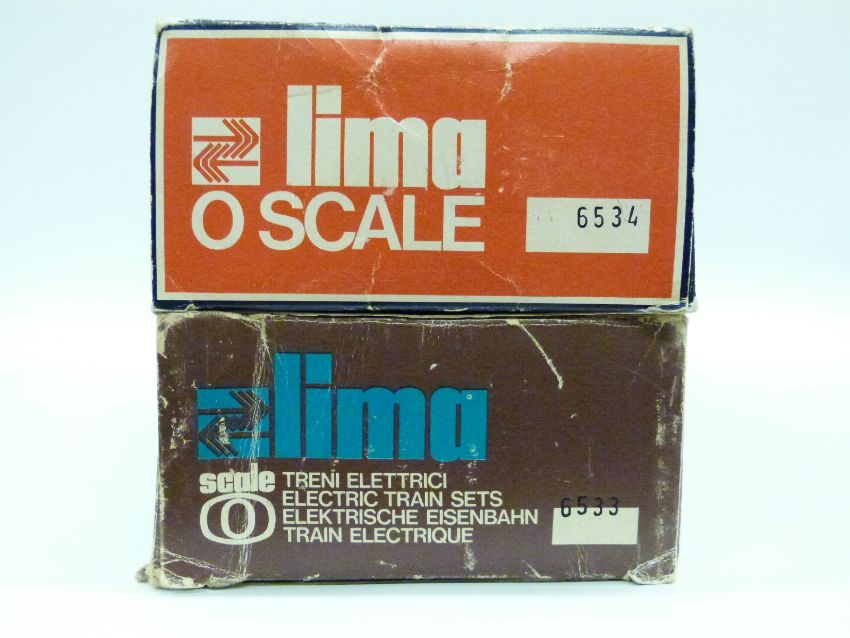 lima
O SCALE
6534
lima
scale
O
TRENI ELETTRICI
ELECTRIC TRAIN SETS
ELEKTRISCHE EISENBAHN
TRAIN ELECTRIQUE
6533